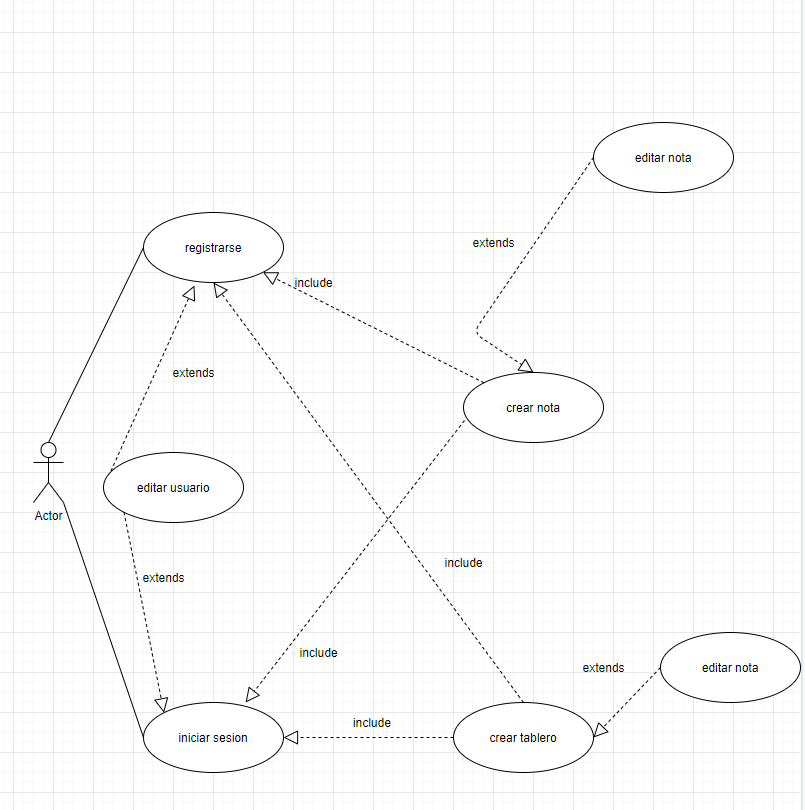 editar nota
extends
registrarse
include
extends
crear nota
editar usuario
Actor
include
extends
include
extends
editar nota
include
iniciar sesion
crear tablero